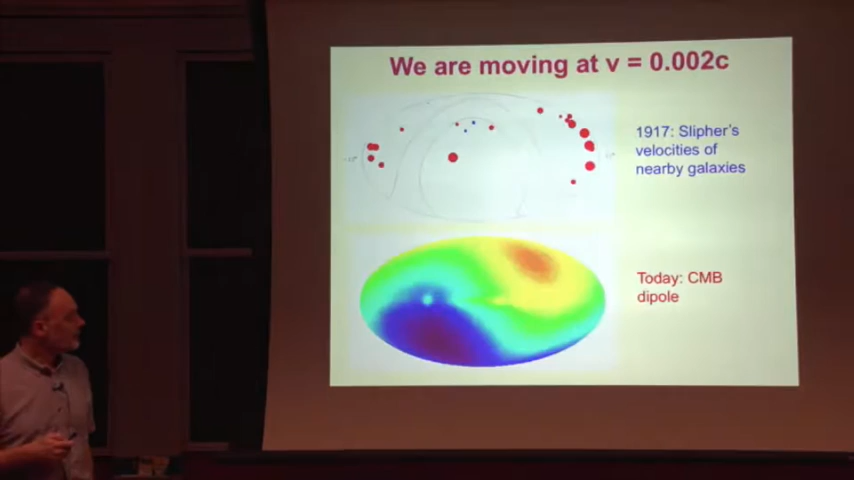 We are moving at v = 0.002c
1917: Slipher's
velocities of
nearby galaxies
Today: CMB
dipole